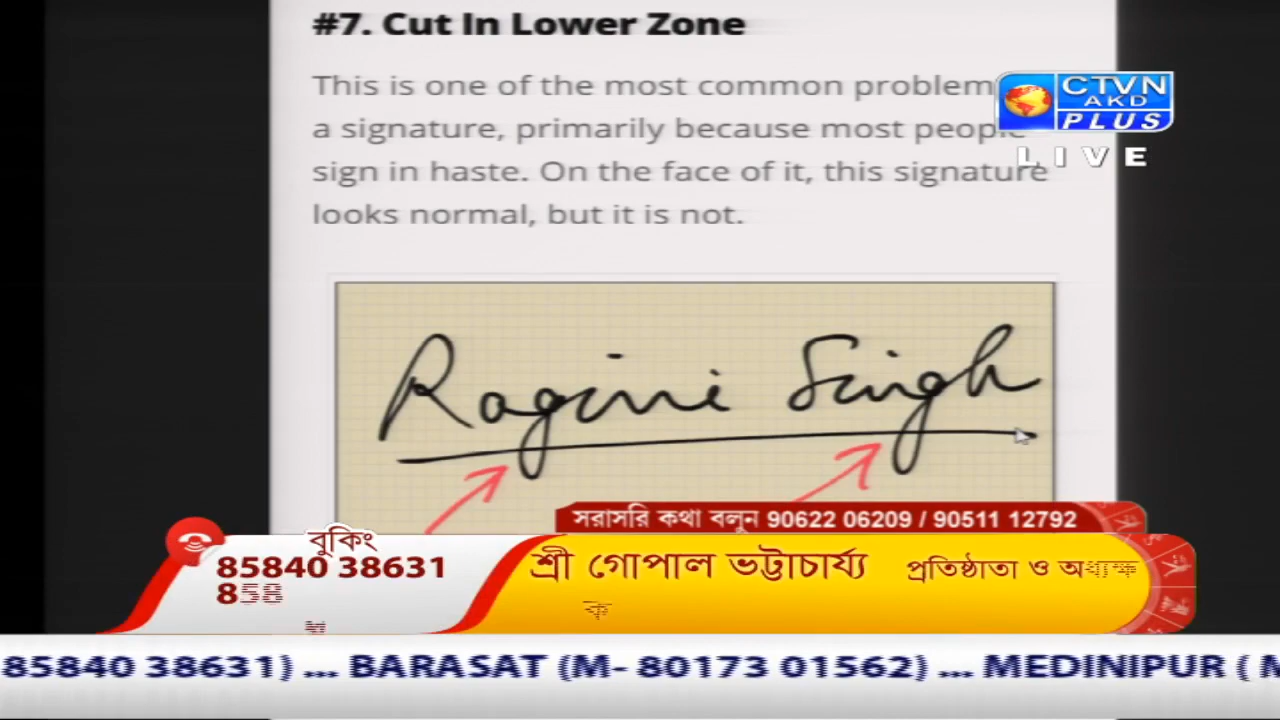 #7. Cut In Lower Zone
This is one of the most common problem
a signature, primarily because most people
sign in haste. On the face of it, this signature
looks normal, but it is not.
CTVN
AKD
PLUS
LIVE
Ragini Singh
সরাসরি কথা বলুন 90622 06209 / 90511 12792
বুকিং
85840 38631
858
শ্রী গোপাল ভট্টাচার্য্য প্রতিষ্ঠাতা ও অধ্যক্ষ
85840 38631) ... BARASAT (M- 80173 01562) ... MEDINIPUR ( M